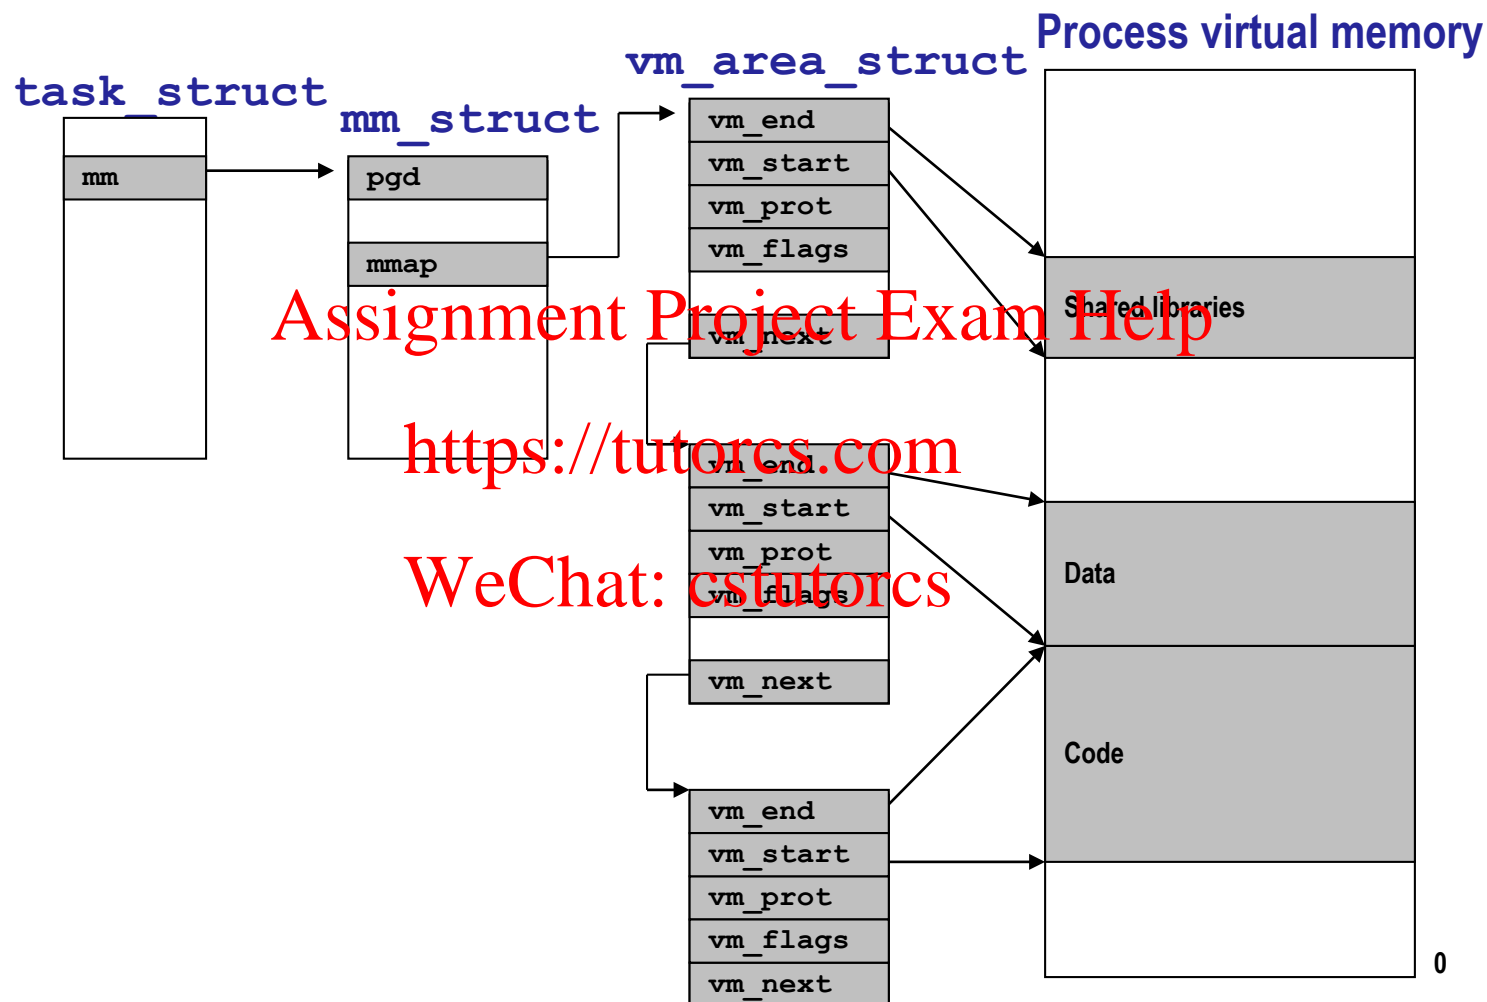 Process virtual memory
vm_area_struct
task_struct
mm_struct
mm
pgd
mmap
vm_end
vm_start
vm_prot
vm_flags
vm_next
Shared libraries
Assignment Project Exam Help
https://tutorcs.com
vm_end
vm_start
vm_prot
vm_flags
vm_next
WeChat: cstutorcs
Data
Code
vm_end
vm_start
vm_prot
vm_flags
vm_next
0